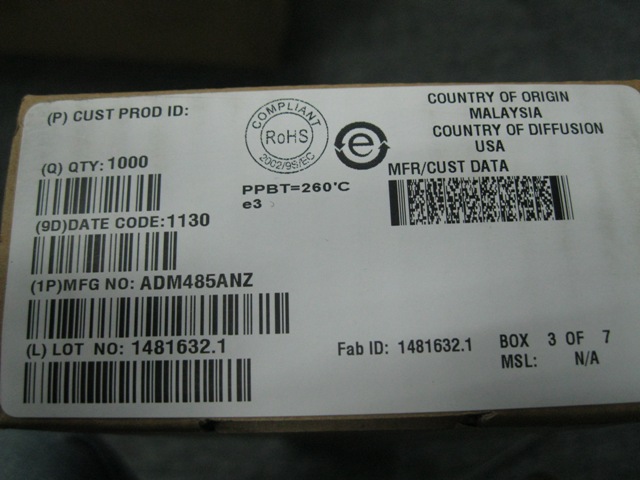 (P) CUST PROD ID:
COMPLIANT
RoHS
2002/95/EC
e
COUNTRY OF ORIGIN
MALAYSIA
COUNTRY OF DIFFUSION
USA
(Q) QTY: 1000
PPBT=260°C
e3
MFR/CUST DATA
(9D)DATE CODE:1130
(1P)MFG NO: ADM485ANZ
(L) LOT NO: 1481632.1
Fab ID: 1481632.1
BOX 3 OF 7
MSL: N/A